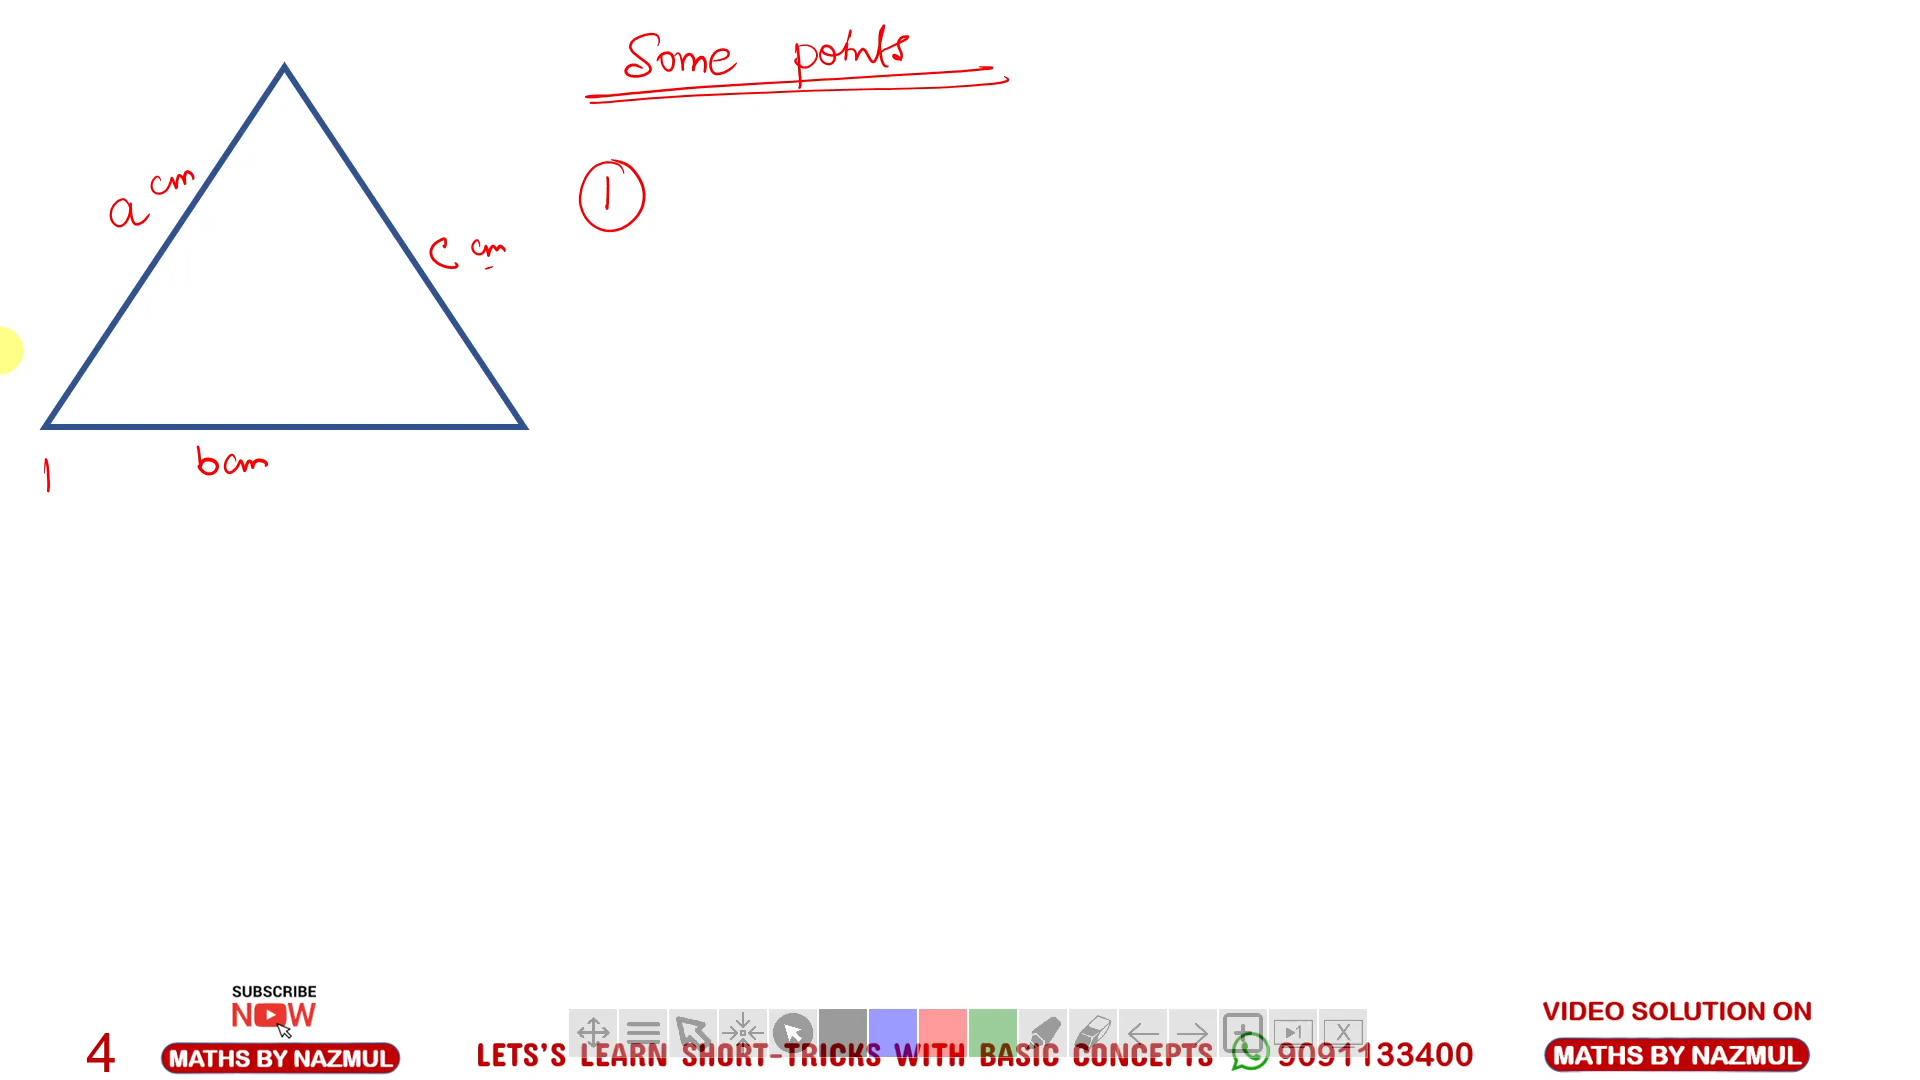 Some points
1
a cm
c cm
b cm
1
SUBSCRIBE
NOW
4
MATHS BY NAZMUL
LETS'S LEARN SHORT-TRICKS WITH BASIC CONCEPTS 9091133400
VIDEO SOLUTION ON
MATHS BY NAZMUL
1
X